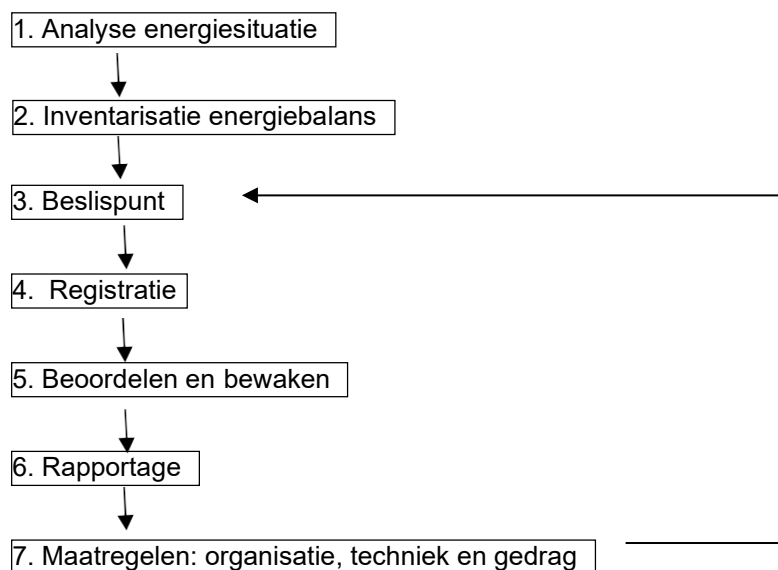 1. Analyse energiesituatie
2. Inventarisatie energiebalans
3. Beslispunt
4. Registratie
5. Beoordelen en bewaken
6. Rapportage
7. Maatregelen: organisatie, techniek en gedrag